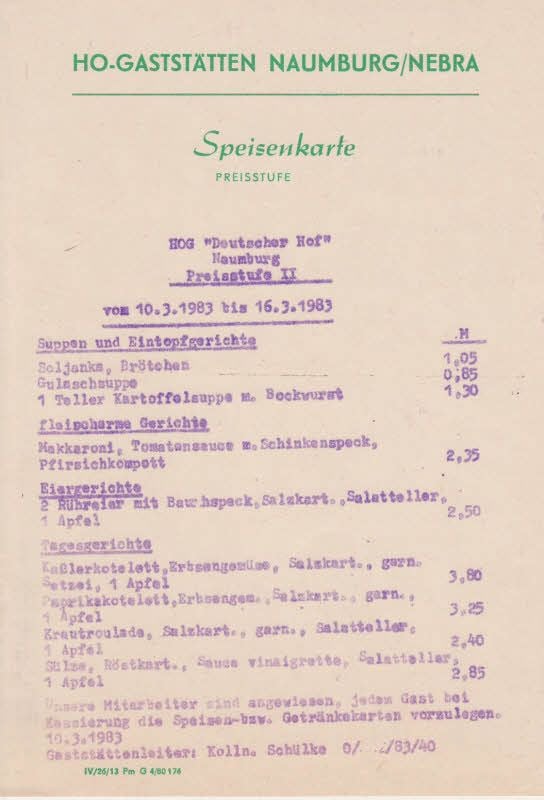 HO-GASTSTÄTTEN NAUMBURG/NEBRA
Speisenkarte
PREISSTUFE
HOG "Deutscher Hof"
Naumburg
Preisstufe II
vom 10.3.1983 bis 16.3.1983
Suppen und Eintopfgerichte M
Soljanka, Brötchen 1,05
Gulaschsuppe 0,85
1 Teller Kartoffelsuppe m. Bockwurst 1,30
fleischarme Gerichte
Makkaroni, Tomatensauce m.Schinkenspeck,
Pfirsichkompott 2,35
Eiergerichte
2 Rühreier mit Bauchspeck,Salzkart.,Salatteller,
1 Apfel 2,50
Tagesgerichte
Kaßlerkotelett,Erbsengemüse, Salzkart., garn.
Setzei, 1 Apfel 3,80
Paprikakotelett,Erbsengem.,Salzkart., garn.,
1 Apfel 3,25
Krautroulade, Salzkart., garn., Salatteller,
1 Apfel 2,40
Sülze, Röstkart., Sauce vinaigrette, Salatteller,
1 Apfel 2,85
Unsere Mitarbeiter sind angewiesen, jedem Gast bei
Kassierung die Speisen-bzw. Getränkekarten vorzulegen.
10.3.1983
Gaststättenleiter: Kolln. Schülke /83/40
IV/26/13 Pm G 4/80 176